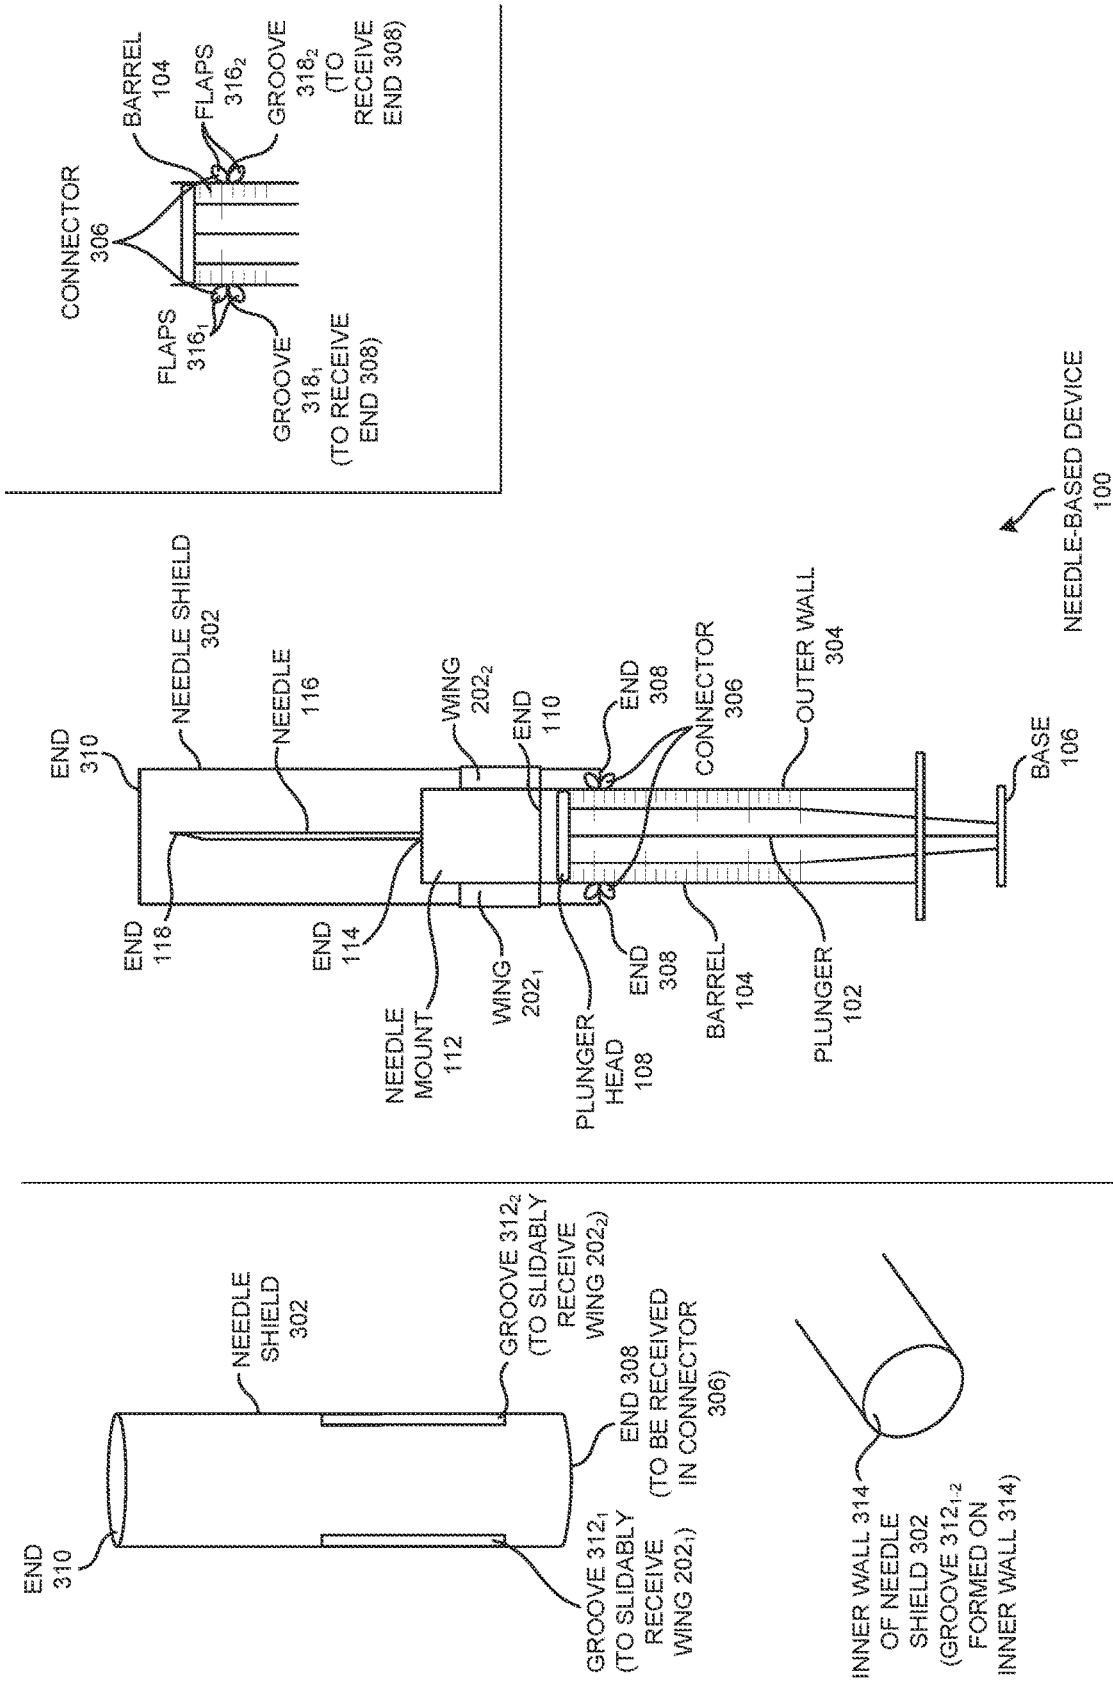 END
310
NEEDLE
SHIELD
302
GROOVE 312₁
(TO SLIDABLY
RECEIVE
WING 202₁)
GROOVE 312₂
(TO SLIDABLY
RECEIVE
WING 202₂)
END 308
(TO BE RECEIVED
IN CONNECTOR
306)
INNER WALL 314
OF NEEDLE
SHIELD 302
(GROOVE 312₁₋₂
FORMED ON
INNER WALL 314)
END
310
NEEDLE SHIELD
302
NEEDLE
116
END
118
END
114
WING
202₂
END
110
NEEDLE
MOUNT
112
WING
202₁
END
308
END
308
CONNECTOR
306
PLUNGER
HEAD
108
BARREL
104
OUTER WALL
304
PLUNGER
102
BASE
106
NEEDLE-BASED DEVICE
100
CONNECTOR
306
BARREL
104
FLAPS
316₁
FLAPS
316₂
GROOVE
318₁
(TO RECEIVE
END 308)
GROOVE
318₂
(TO
RECEIVE
END 308)